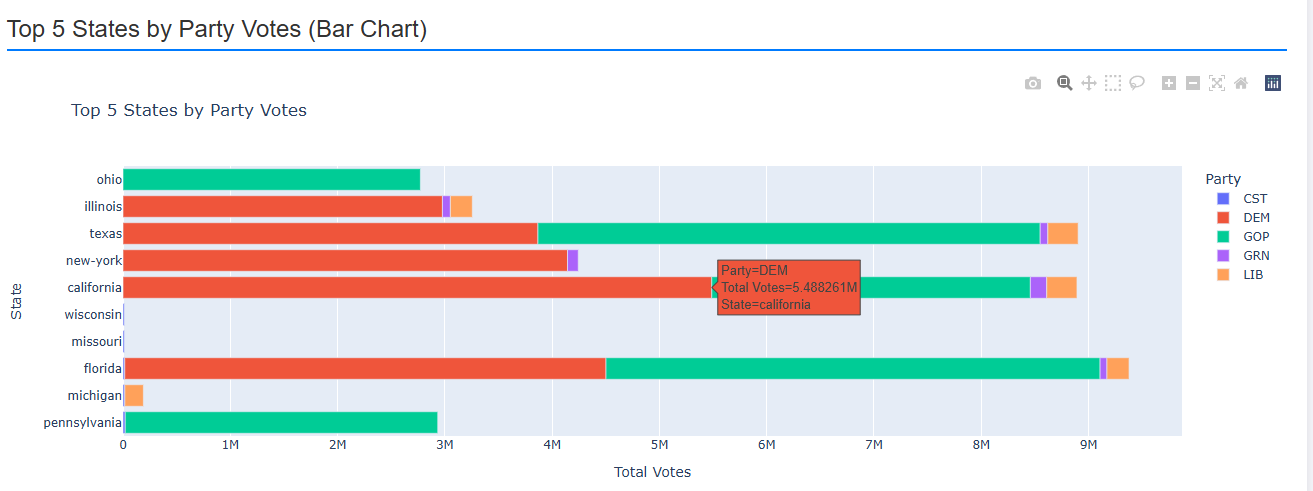 Top 5 States by Party Votes (Bar Chart)
Top 5 States by Party Votes
State
ohio
illinois
texas
new-york
california
wisconsin
missouri
florida
michigan
pennsylvania
Party=DEM
Total Votes=5.488261M
State=california
0 1M 2M 3M 4M 5M 6M 7M 8M 9M
Total Votes
Party
CST
DEM
GOP
GRN
LIB